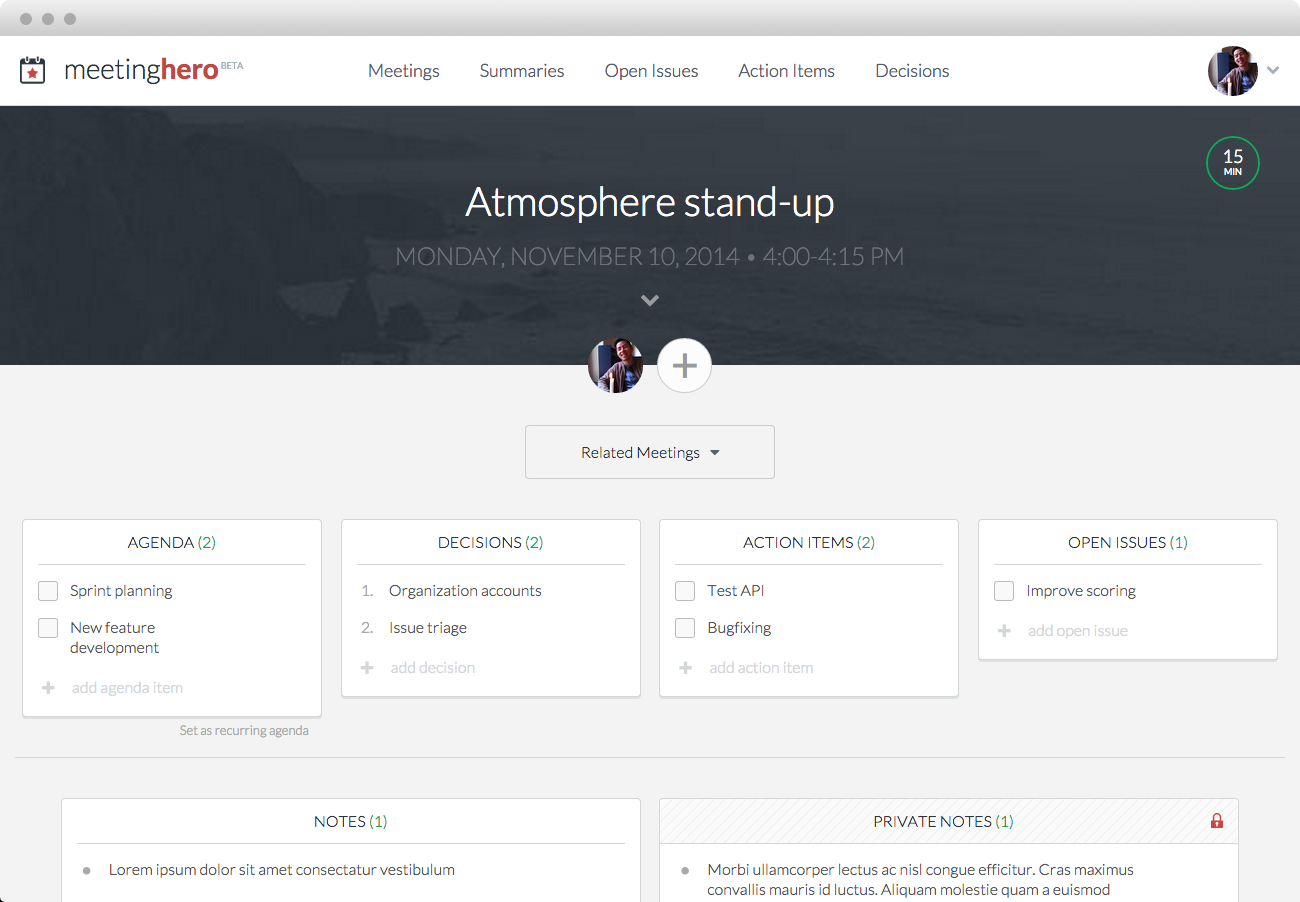 meetinghero BETA
Meetings Summaries Open Issues Action Items Decisions
15
MIN
Atmosphere stand-up
MONDAY, NOVEMBER 10, 2014 • 4:00-4:15 PM
Related Meetings
AGENDA (2)
Sprint planning
New feature
development
add agenda item
Set as recurring agenda
DECISIONS (2)
1. Organization accounts
2. Issue triage
add decision
ACTION ITEMS (2)
Test API
Bugfixing
add action item
OPEN ISSUES (1)
Improve scoring
add open issue
NOTES (1)
• Lorem ipsum dolor sit amet consectatur vestibulum
PRIVATE NOTES (1)
• Morbi ullamcorper lectus ac nisl congue efficitur. Cras maximus
convallis mauris id luctus. Aliquam molestie quam a euismod